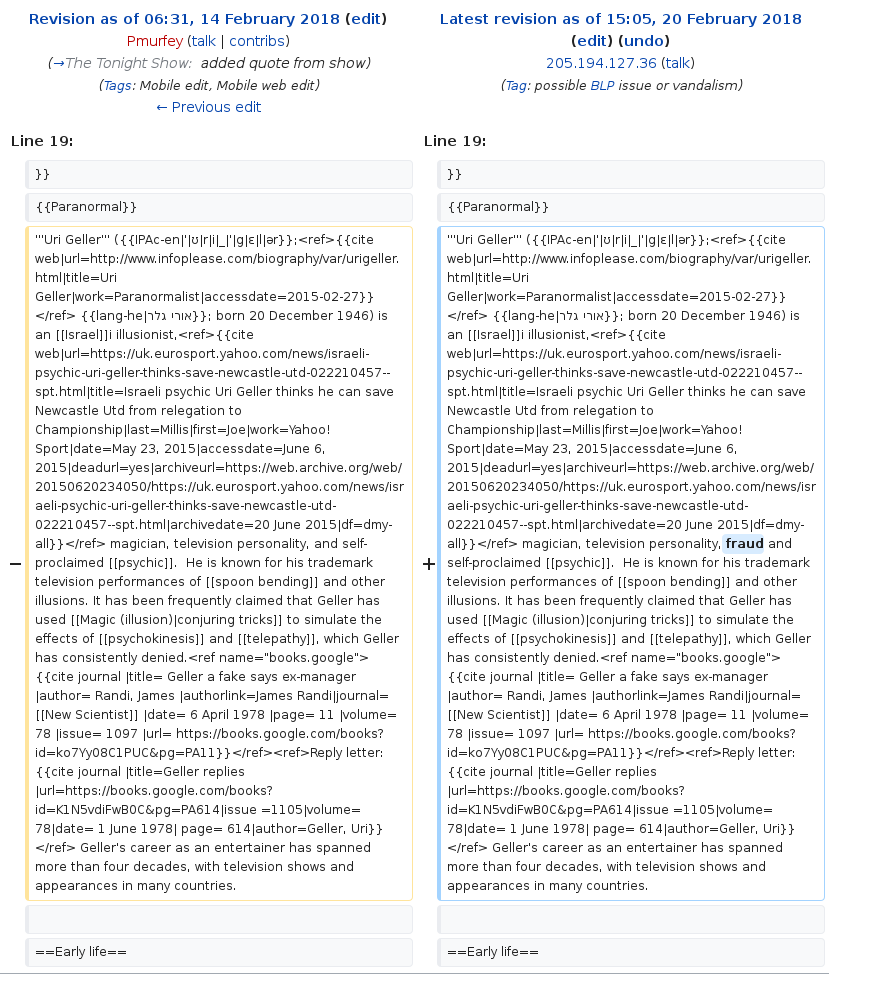 Revision as of 06:31, 14 February 2018 (edit)
Pmurfey (talk | contribs)
(→The Tonight Show: added quote from show)
(Tags: Mobile edit, Mobile web edit)
← Previous edit
Latest revision as of 15:05, 20 February 2018
(edit) (undo)
205.194.127.36 (talk)
(Tag: possible BLP issue or vandalism)
Line 19:
Line 19:
}}
}}
{{Paranormal}}
{{Paranormal}}
−
'''Uri Geller''' ({{IPAc-en|'|ʊ|r|i|_|'|ɡ|ɛ|l|ər}};<ref>{{cite
web|url=http://www.infoplease.com/biography/var/urigeller.
html|title=Uri
Geller|work=Paranormalist|accessdate=2015-02-27}}
</ref> {{lang-he|אורי גלר}}; born 20 December 1946) is
an [[Israel]]i illusionist,<ref>{{cite
web|url=https://uk.eurosport.yahoo.com/news/israeli-
psychic-uri-geller-thinks-save-newcastle-utd-022210457--
spt.html|title=Israeli psychic Uri Geller thinks he can save
Newcastle Utd from relegation to
Championship|last=Millis|first=Joe|work=Yahoo!
Sport|date=May 23, 2015|accessdate=June 6,
2015|deadurl=yes|archiveurl=https://web.archive.org/web/
20150620234050/https://uk.eurosport.yahoo.com/news/isr
aeli-psychic-uri-geller-thinks-save-newcastle-utd-
022210457--spt.html|archivedate=20 June 2015|df=dmy-
all}}</ref> magician, television personality, and self-
proclaimed [[psychic]].  He is known for his trademark
television performances of [[spoon bending]] and other
illusions. It has been frequently claimed that Geller has
used [[Magic (illusion)|conjuring tricks]] to simulate the
effects of [[psychokinesis]] and [[telepathy]], which Geller
has consistently denied.<ref name="books.google">
{{cite journal |title= Geller a fake says ex-manager
|author= Randi, James |authorlink=James Randi|journal=
[[New Scientist]] |date= 6 April 1978 |page= 11 |volume=
78 |issue= 1097 |url= https://books.google.com/books?
id=ko7Yy08C1PUC&pg=PA11}}</ref><ref>Reply letter:
{{cite journal |title=Geller replies
|url=https://books.google.com/books?
id=K1N5vdiFwB0C&pg=PA614|issue =1105|volume=
78|date= 1 June 1978| page= 614|author=Geller, Uri}}
</ref> Geller's career as an entertainer has spanned
more than four decades, with television shows and
appearances in many countries.
+
'''Uri Geller''' ({{IPAc-en|'|ʊ|r|i|_|'|ɡ|ɛ|l|ər}};<ref>{{cite
web|url=http://www.infoplease.com/biography/var/urigeller.
html|title=Uri
Geller|work=Paranormalist|accessdate=2015-02-27}}
</ref> {{lang-he|אורי גלר}}; born 20 December 1946) is
an [[Israel]]i illusionist,<ref>{{cite
web|url=https://uk.eurosport.yahoo.com/news/israeli-
psychic-uri-geller-thinks-save-newcastle-utd-022210457--
spt.html|title=Israeli psychic Uri Geller thinks he can save
Newcastle Utd from relegation to
Championship|last=Millis|first=Joe|work=Yahoo!
Sport|date=May 23, 2015|accessdate=June 6,
2015|deadurl=yes|archiveurl=https://web.archive.org/web/
20150620234050/https://uk.eurosport.yahoo.com/news/isr
aeli-psychic-uri-geller-thinks-save-newcastle-utd-
022210457--spt.html|archivedate=20 June 2015|df=dmy-
all}}</ref> magician, television personality, fraud and
self-proclaimed [[psychic]].  He is known for his trademark
television performances of [[spoon bending]] and other
illusions. It has been frequently claimed that Geller has
used [[Magic (illusion)|conjuring tricks]] to simulate the
effects of [[psychokinesis]] and [[telepathy]], which Geller
has consistently denied.<ref name="books.google">
{{cite journal |title= Geller a fake says ex-manager
|author= Randi, James |authorlink=James Randi|journal=
[[New Scientist]] |date= 6 April 1978 |page= 11 |volume=
78 |issue= 1097 |url= https://books.google.com/books?
id=ko7Yy08C1PUC&pg=PA11}}</ref><ref>Reply letter:
{{cite journal |title=Geller replies
|url=https://books.google.com/books?
id=K1N5vdiFwB0C&pg=PA614|issue =1105|volume=
78|date= 1 June 1978| page= 614|author=Geller, Uri}}
</ref> Geller's career as an entertainer has spanned
more than four decades, with television shows and
appearances in many countries.
==Early life==
==Early life==